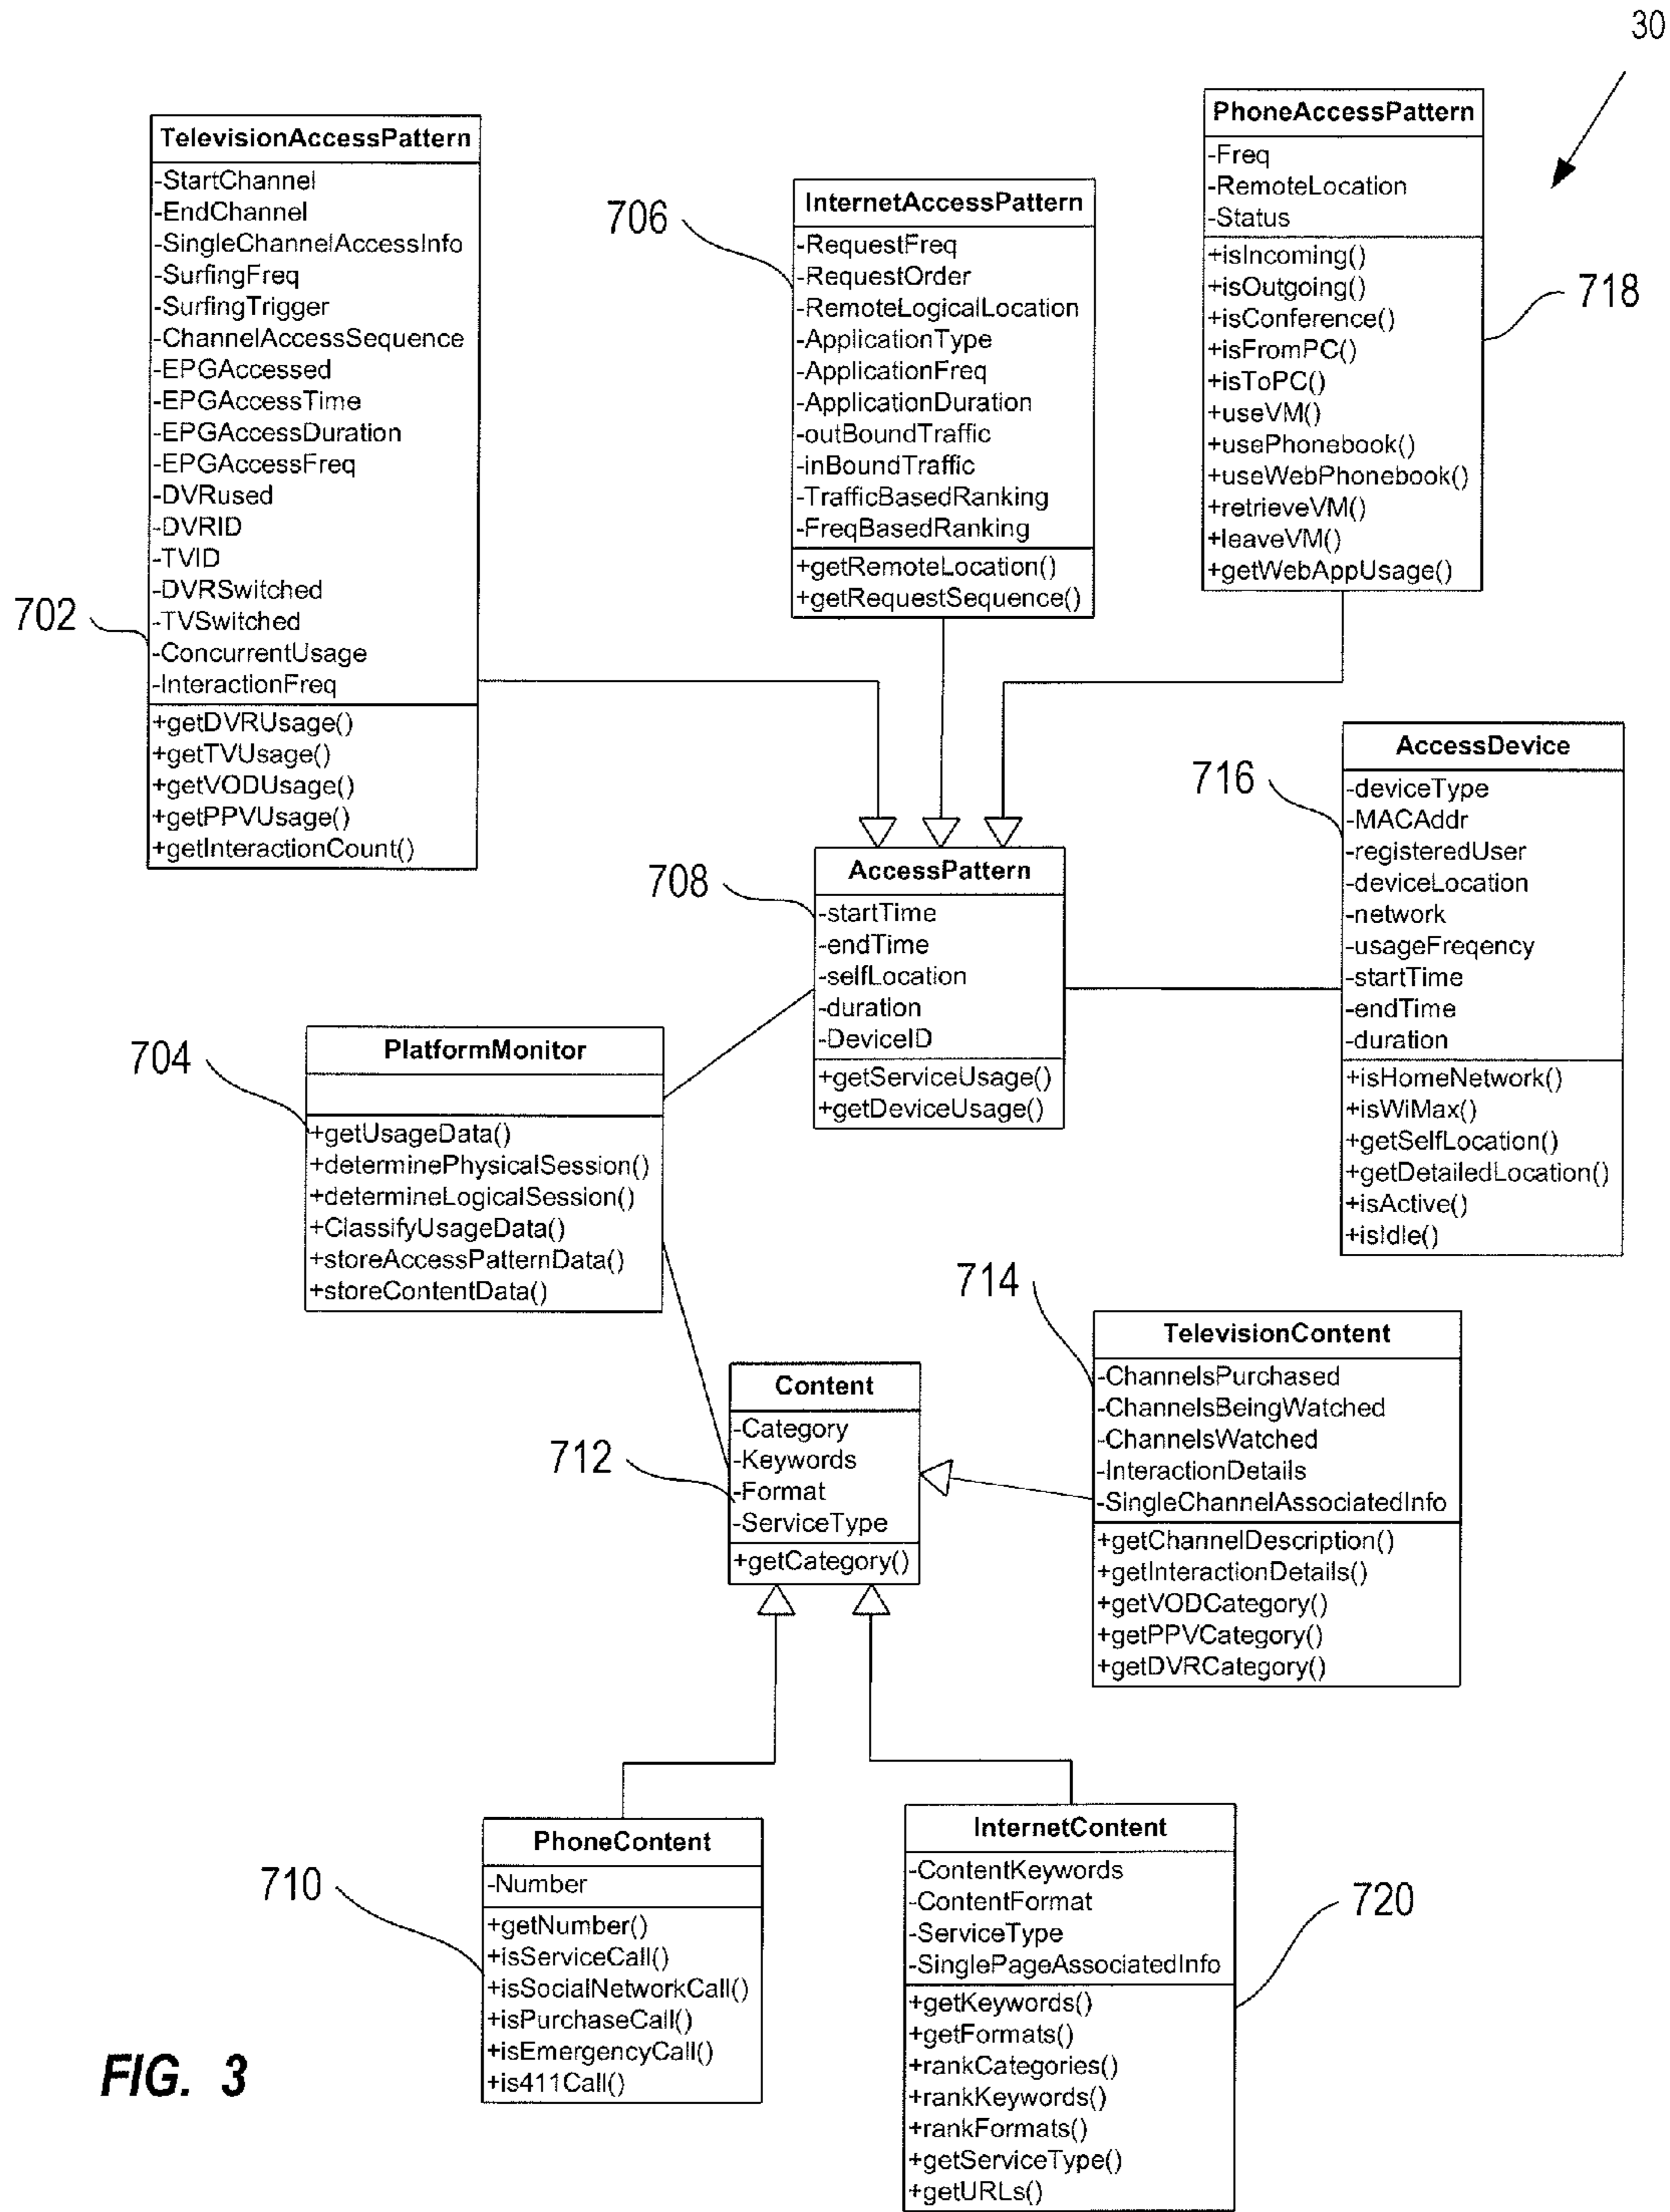 30
TelevisionAccessPattern
-StartChannel
-EndChannel
-SingleChannelAccessInfo
-SurfingFreq
-SurfingTrigger
-ChannelAccessSequence
-EPGAccessed
-EPGAccessTime
-EPGAccessDuration
-EPGAccessFreq
-DVRused
-DVRID
-TVID
-DVRSwitched
-TVSwitched
-ConcurrentUsage
-InteractionFreq
+getDVRUsage()
+getTVUsage()
+getVODUsage()
+getPPVUsage()
+getInteractionCount()
702
706
InternetAccessPattern
-RequestFreq
-RequestOrder
-RemoteLogicalLocation
-ApplicationType
-ApplicationFreq
-ApplicationDuration
-outBoundTraffic
-inBoundTraffic
-TrafficBasedRanking
-FreqBasedRanking
+getRemoteLocation()
+getRequestSequence()
PhoneAccessPattern
-Freq
-RemoteLocation
-Status
+isIncoming()
+isOutgoing()
+isConference()
+isFromPC()
+isToPC()
+useVM()
+usePhonebook()
+useWebPhonebook()
+retrieveVM()
+leaveVM()
+getWebAppUsage()
718
716
AccessDevice
-deviceType
-MACAddr
-registeredUser
-deviceLocation
-network
-usageFreqency
-startTime
-endTime
-duration
+isHomeNetwork()
+isWiMax()
+getSelfLocation()
+getDetailedLocation()
+isActive()
+isIdle()
708
AccessPattern
-startTime
-endTime
-selfLocation
-duration
-DeviceID
+getServiceUsage()
+getDeviceUsage()
704
PlatformMonitor
+getUsageData()
+determinePhysicalSession()
+determineLogicalSession()
+ClassifyUsageData()
+storeAccessPatternData()
+storeContentData()
714
TelevisionContent
-ChannelsPurchased
-ChannelsBeingWatched
-ChannelsWatched
-InteractionDetails
-SingleChannelAssociatedInfo
+getChannelDescription()
+getInteractionDetails()
+getVODCategory()
+getPPVCategory()
+getDVRCategory()
712
Content
-Category
-Keywords
-Format
-ServiceType
+getCategory()
710
PhoneContent
-Number
+getNumber()
+isServiceCall()
+isSocialNetworkCall()
+isPurchaseCall()
+isEmergencyCall()
+is411Call()
InternetContent
-ContentKeywords
-ContentFormat
-ServiceType
-SinglePageAssociatedInfo
+getKeywords()
+getFormats()
+rankCategories()
+rankKeywords()
+rankFormats()
+getServiceType()
+getURLs()
720
FIG. 3